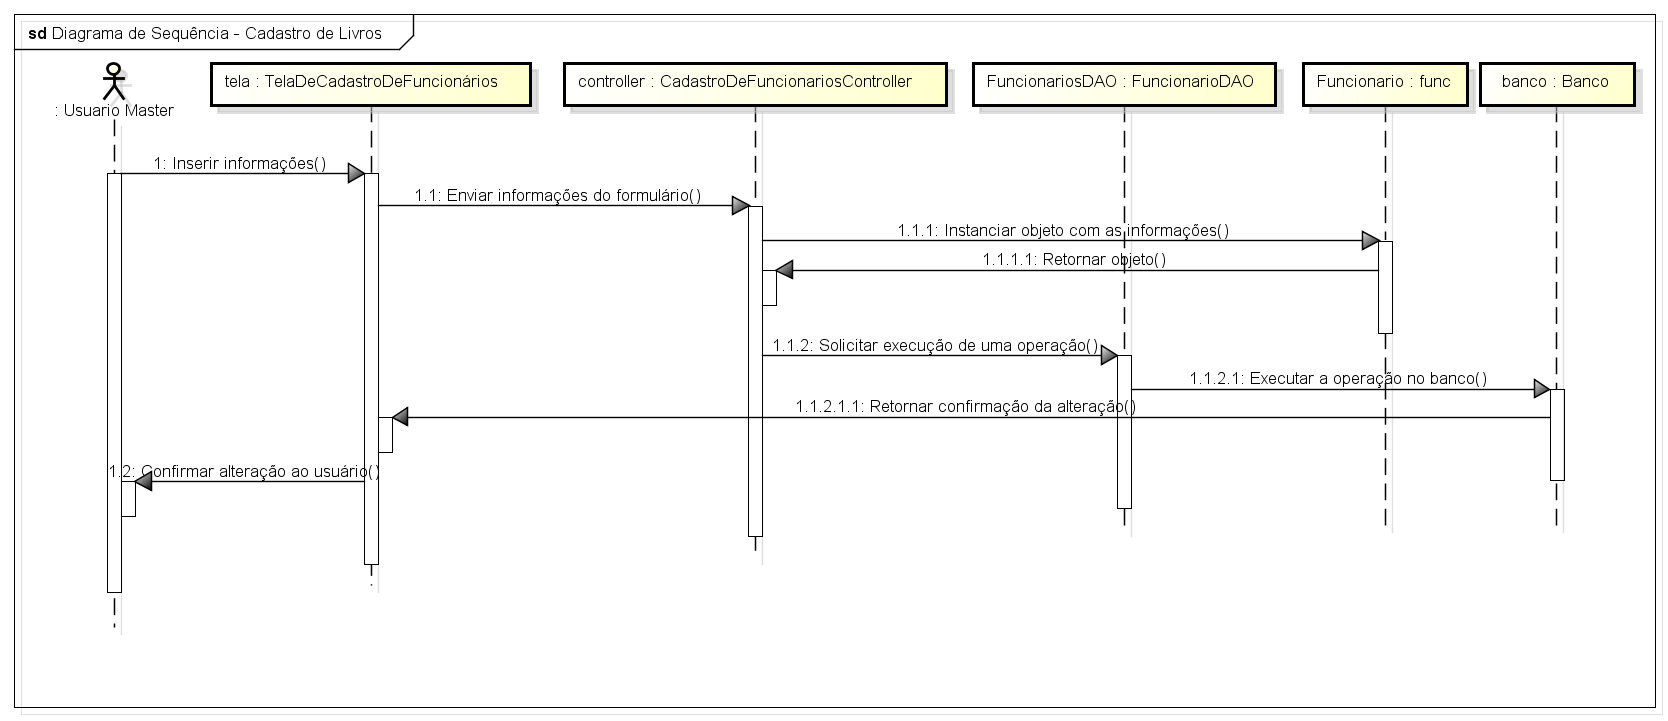 sd Diagrama de Sequência - Cadastro de Livros
: Usuario Master
tela : TelaDeCadastroDeFuncionários
controller : CadastroDeFuncionariosController
FuncionariosDAO : FuncionarioDAO
Funcionario : func
banco : Banco
1: Inserir informações()
1.1: Enviar informações do formulário()
1.1.1: Instanciar objeto com as informações()
1.1.1.1: Retornar objeto()
1.1.2: Solicitar execução de uma operação()
1.1.2.1: Executar a operação no banco()
1.1.2.1.1: Retornar confirmação da alteração()
1.2: Confirmar alteração ao usuário()